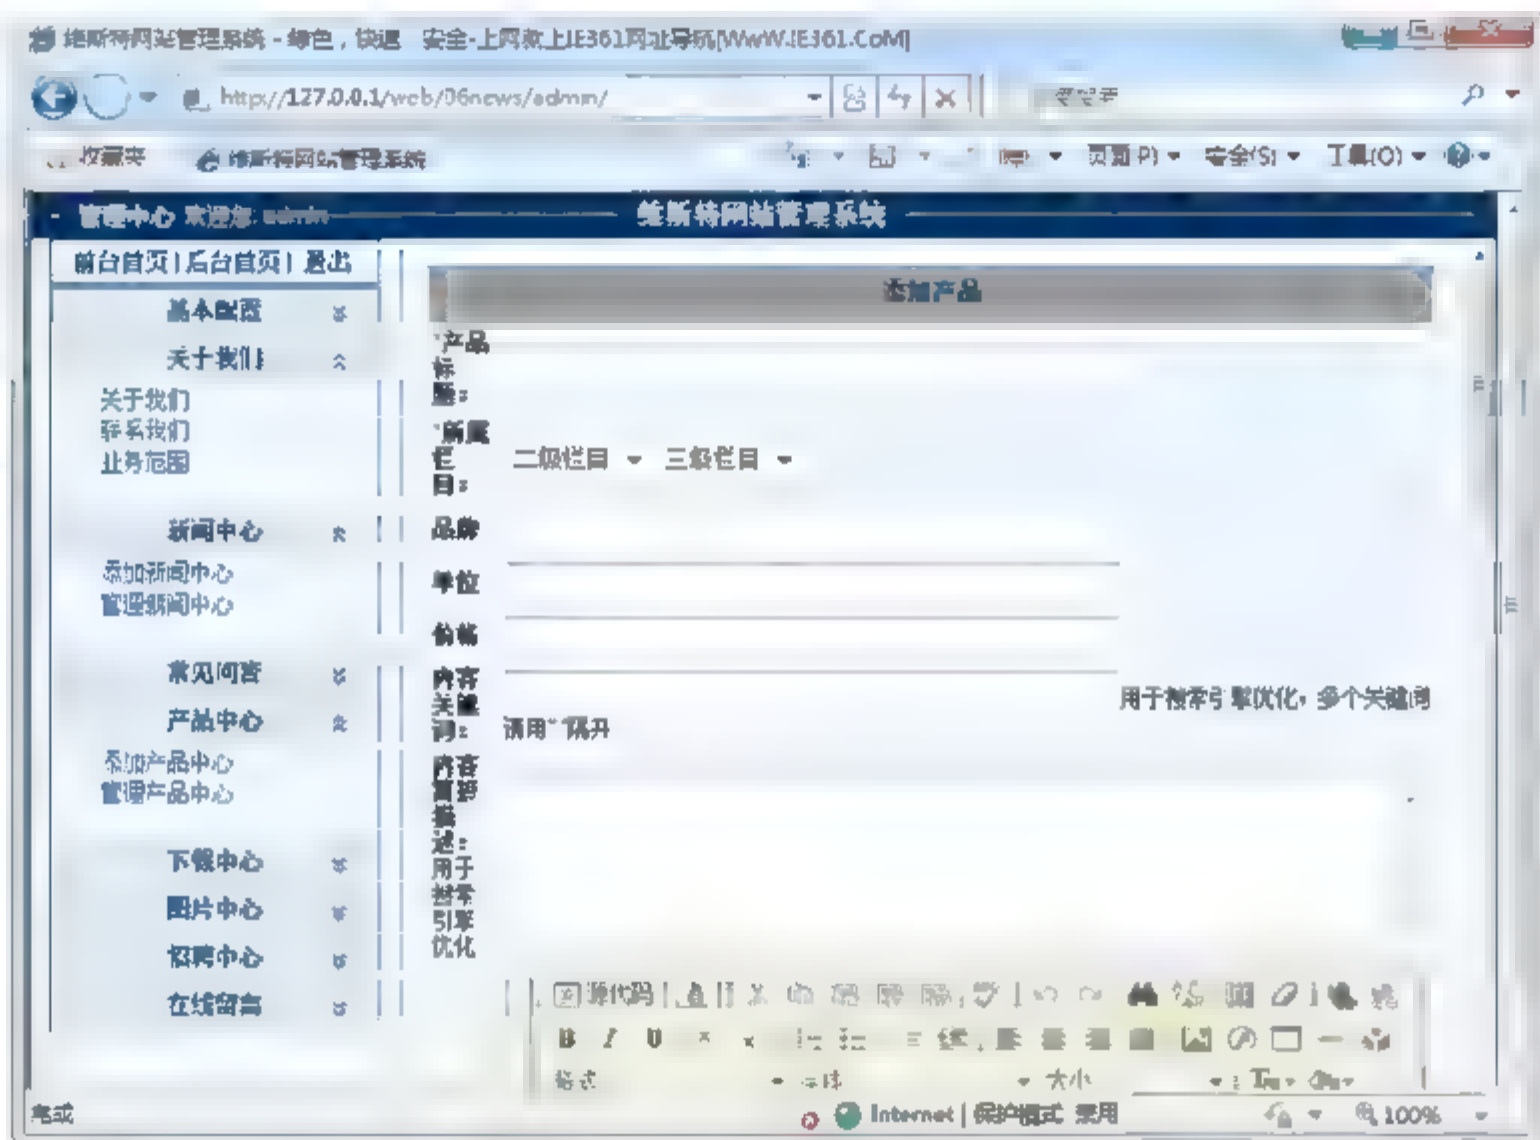 维斯特网站管理系统 - 绿色，快速 安全-上网就上IE361网址导航[WwW.IE361.CoM]
http://127.0.0.1/web/06news/admin/
收藏夹 维斯特网站管理系统 页面(P) 安全(S) 工具(O)
管理中心 欢迎您: admin 维斯特网站管理系统
前台首页 | 后台首页 | 退出
添加产品
基本配置
关于我们
关于我们
联系我们
业务范围
新闻中心
添加新闻中心
管理新闻中心
常见问答
产品中心
添加产品中心
管理产品中心
下载中心
图片中心
招聘中心
在线留言
*产品
标
题：
*所属
栏
目：
二级栏目 三级栏目
品牌
单位
价格
内容
关键
词：
用于搜索引擎优化，多个关键词
请用" "隔开
内容
简短
描
述：
用于
搜索
引擎
优化
源代码
B I U
格式 字体 大小
完成 Internet | 保护模式: 禁用 100%